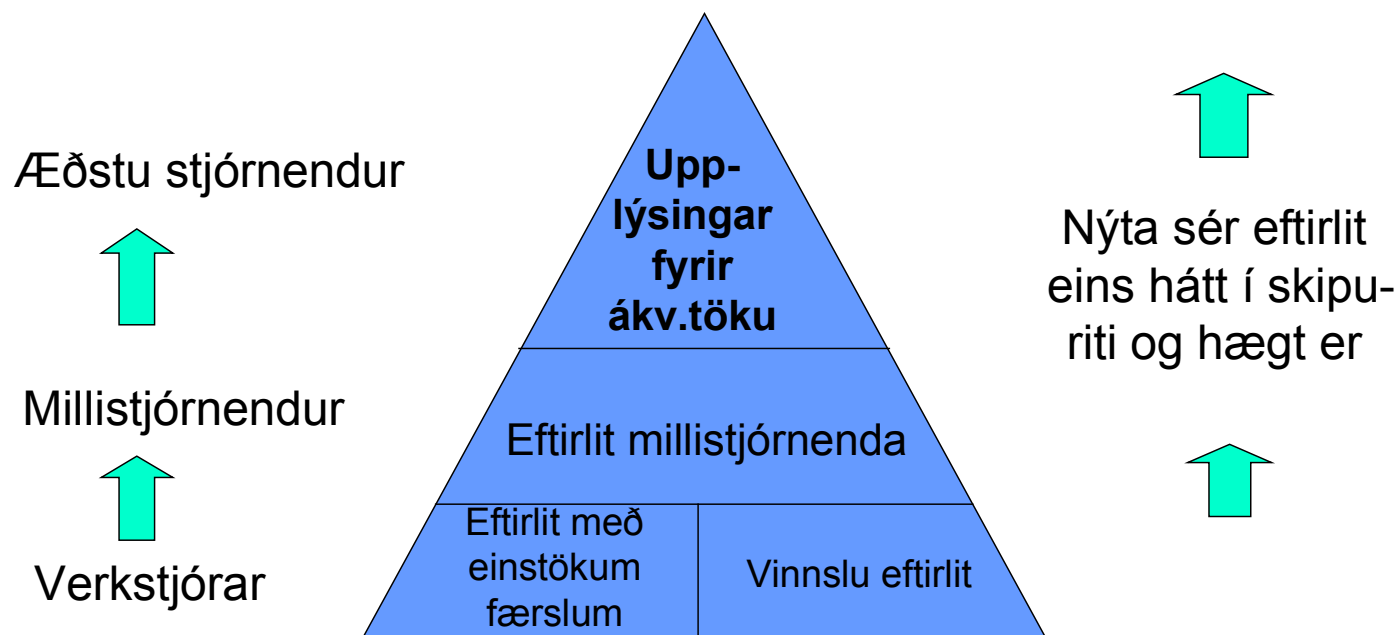 Æðstu stjórnendur
Millistjórnendur
Verkstjórar
Upp-
lýsingar
fyrir
ákv.töku
Eftirlit millistjórnenda
Eftirlit með
einstökum
færslum
Vinnslu eftirlit
Nýta sér eftirlit
eins hátt í skipu-
riti og hægt er